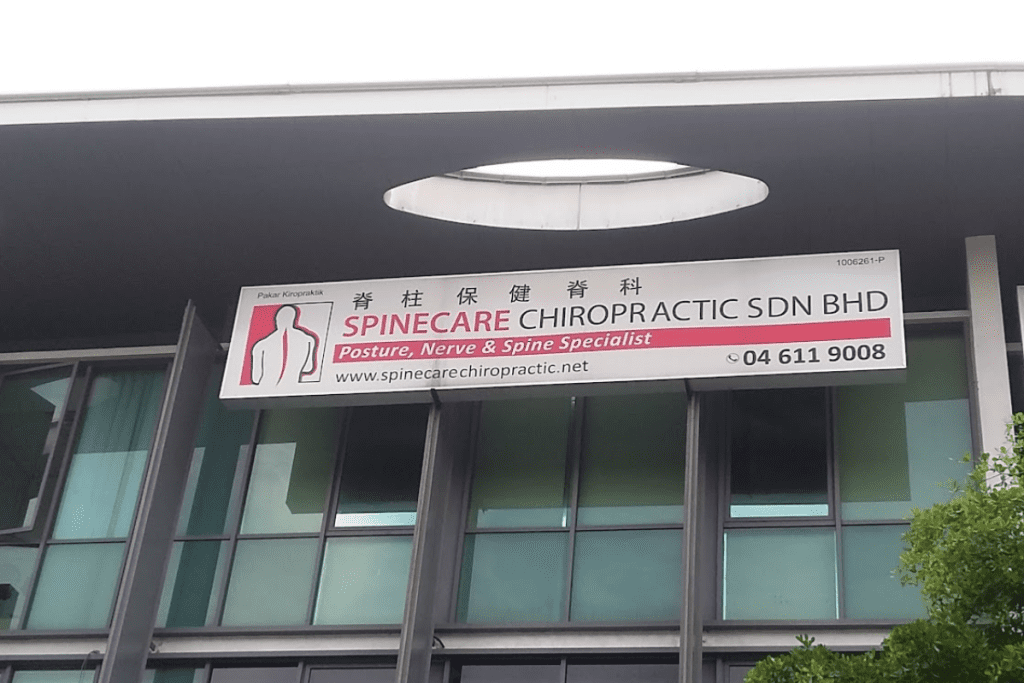 Pakar Kiropraktik
1006261-P
脊柱保健脊科
SPINECARE CHIROPRACTIC SDN BHD
Posture, Nerve & Spine Specialist
www.spinecarechiropractic.net
04 611 9008